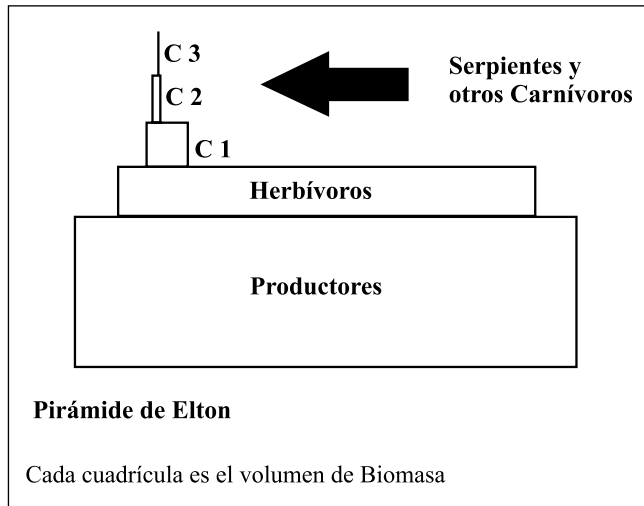 C 3
C 2
C 1
Serpientes y
otros Carnívoros
Herbívoros
Productores
Pirámide de Elton
Cada cuadrícula es el volumen de Biomasa